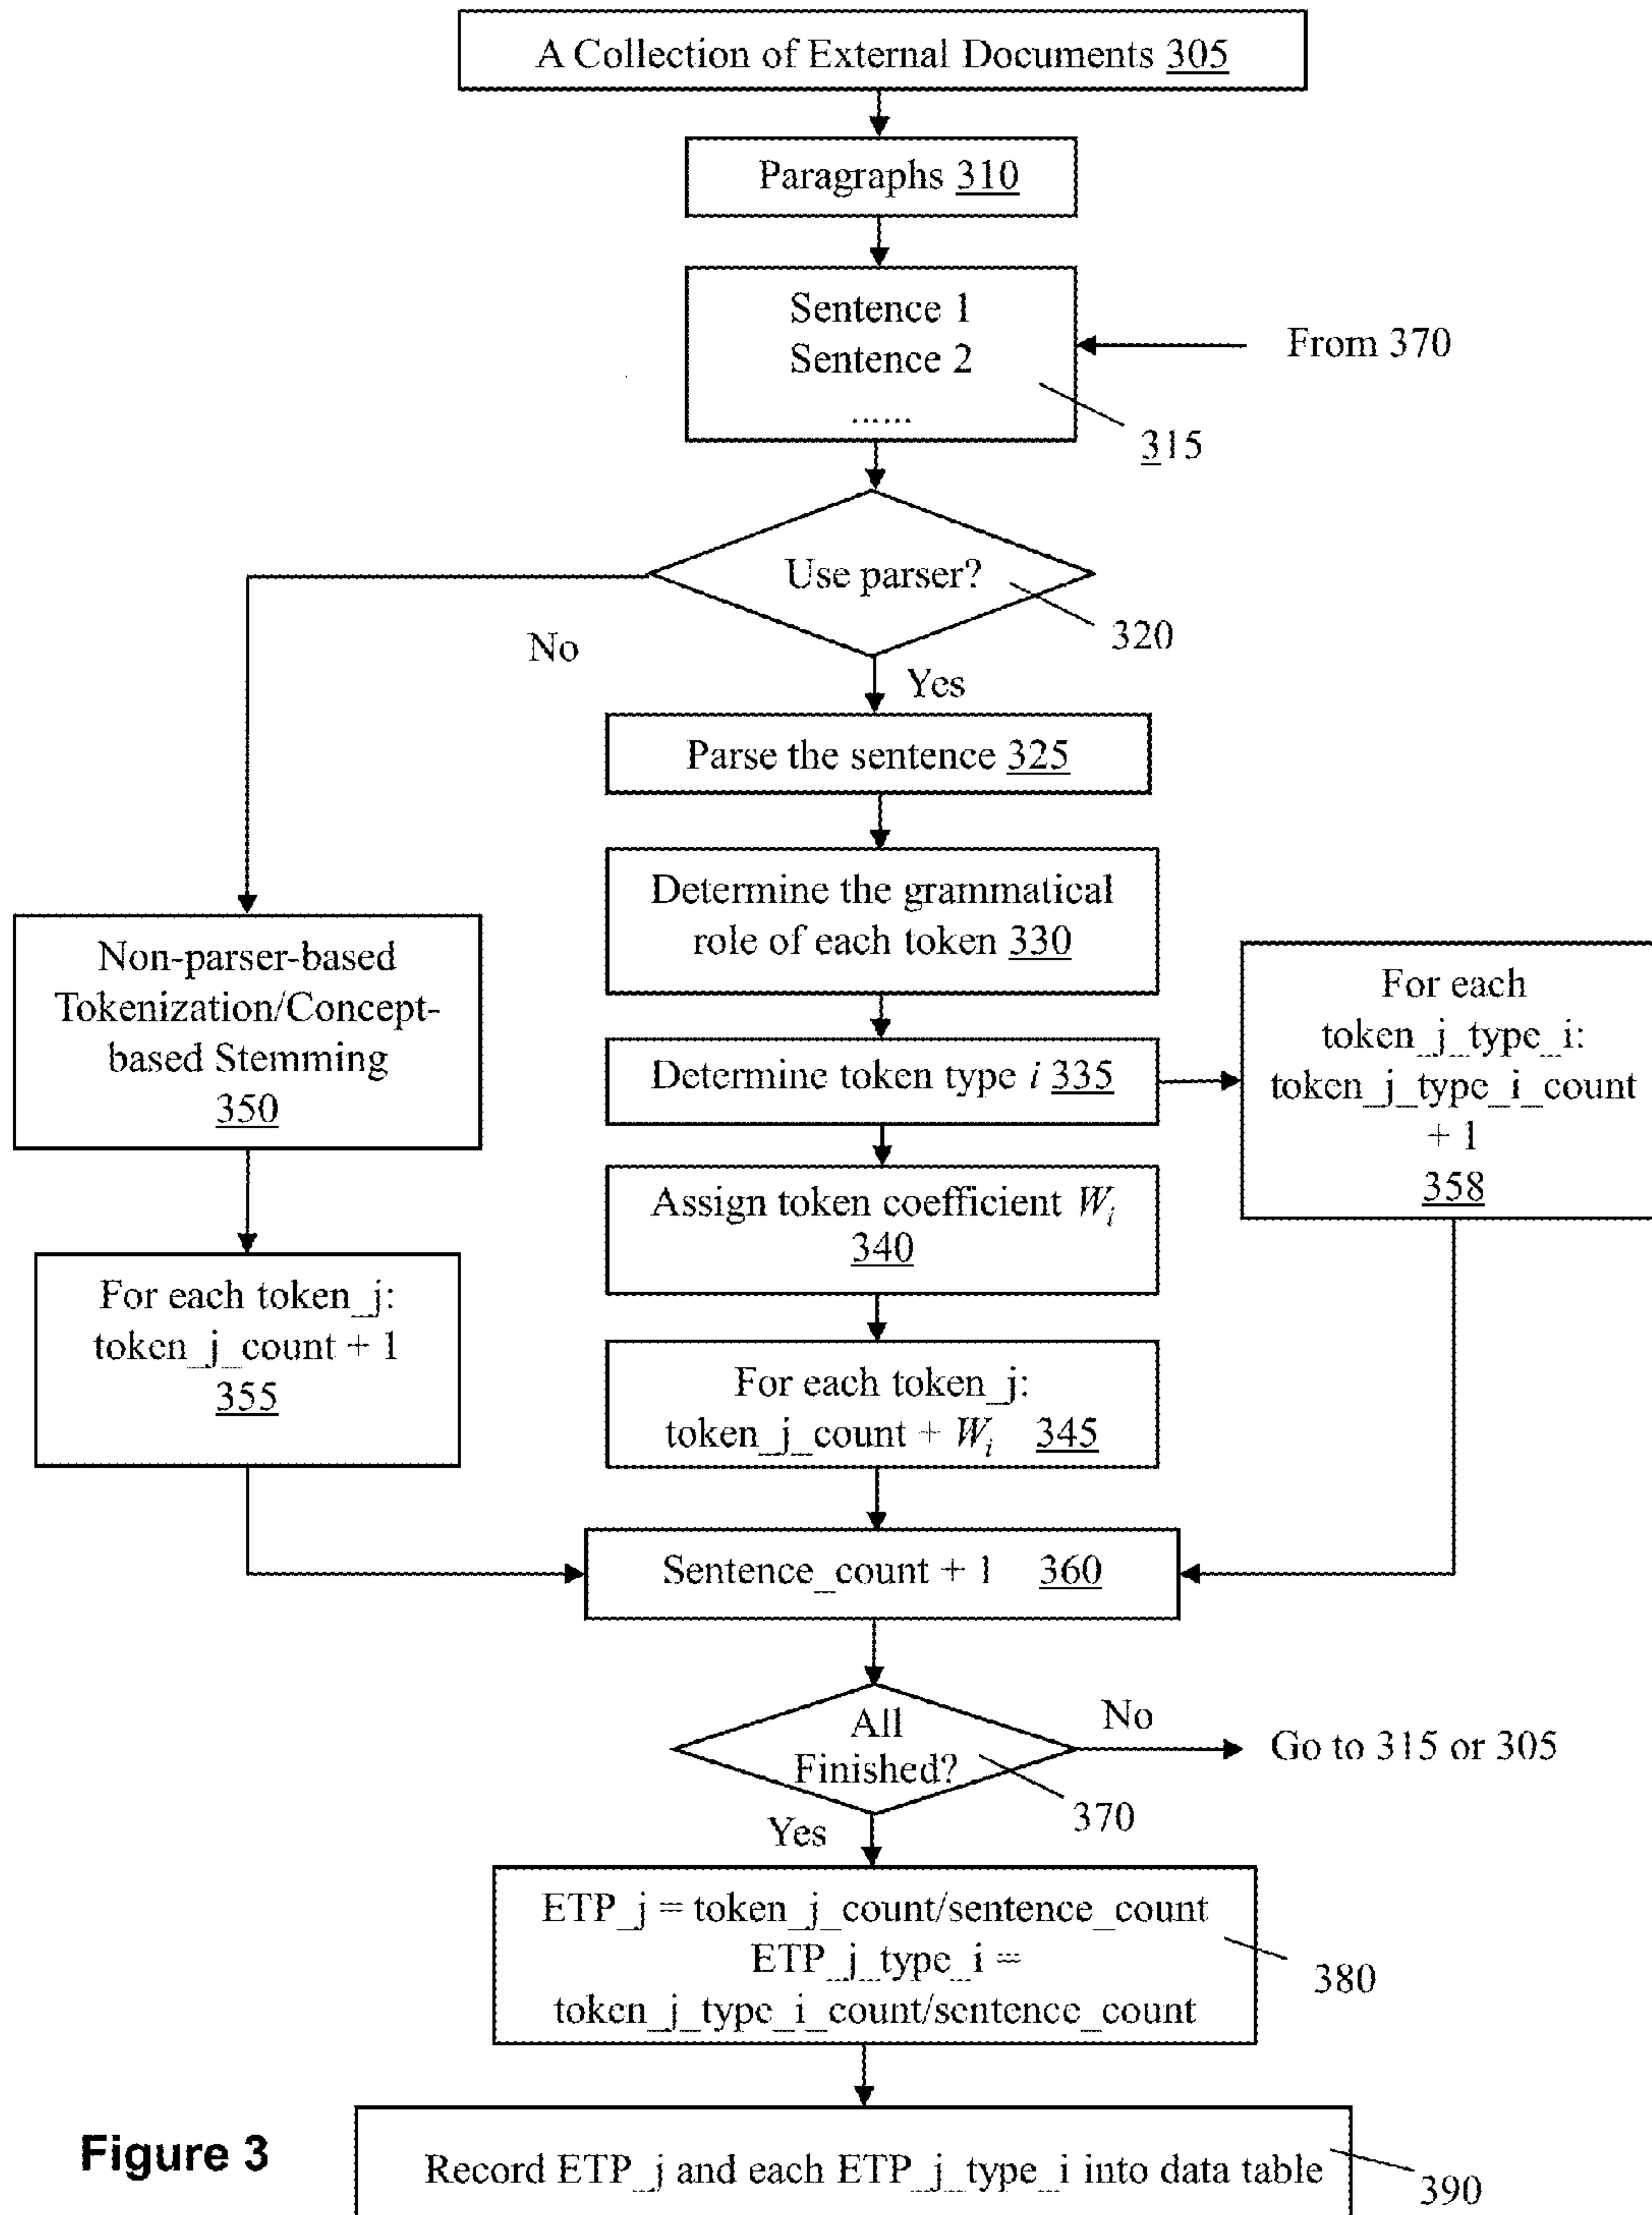 A Collection of External Documents 305
Paragraphs 310
Sentence 1
Sentence 2
......
From 370
315
Use parser?
320
No
Yes
Parse the sentence 325
Determine the grammatical
role of each token 330
Non-parser-based
Tokenization/Concept-
based Stemming
350
Determine token type i 335
For each
token_j_type_i:
token_j_type_i_count
+ 1
358
Assign token coefficient Wi
340
For each token_j:
token_j_count + 1
355
For each token_j:
token_j_count + Wi 345
Sentence_count + 1 360
All
Finished?
No
Go to 315 or 305
370
Yes
ETP_j = token_j_count/sentence_count
ETP_j_type_i =
token_j_type_i_count/sentence_count
380
Figure 3
Record ETP_j and each ETP_j_type_i into data table
390